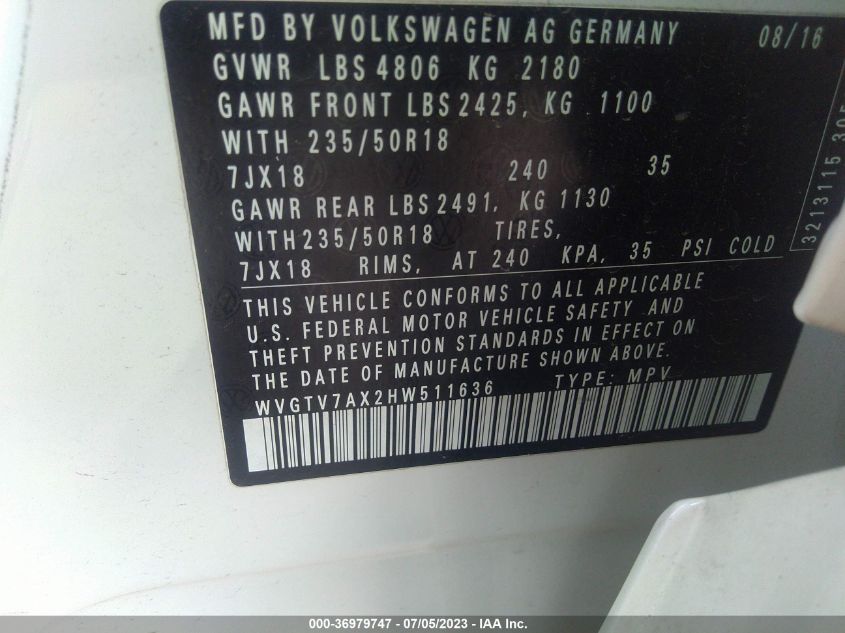 MFD BY VOLKSWAGEN AG GERMANY 08/16
GVWR LBS 4806 KG 2180
GAWR FRONT LBS 2425, KG 1100
WITH 235/50R18
7JX18 240 35
GAWR REAR LBS 2491, KG 1130
WITH 235/50R18 TIRES,
7JX18 RIMS, AT 240 KPA, 35 PSI COLD
THIS VEHICLE CONFORMS TO ALL APPLICABLE
U.S. FEDERAL MOTOR VEHICLE SAFETY AND
THEFT PREVENTION STANDARDS IN EFFECT ON
THE DATE OF MANUFACTURE SHOWN ABOVE.
WVGTV7AX2HW511636 TYPE: MPV
3213115
000-36979747 - 07/05/2023 - IAA Inc.